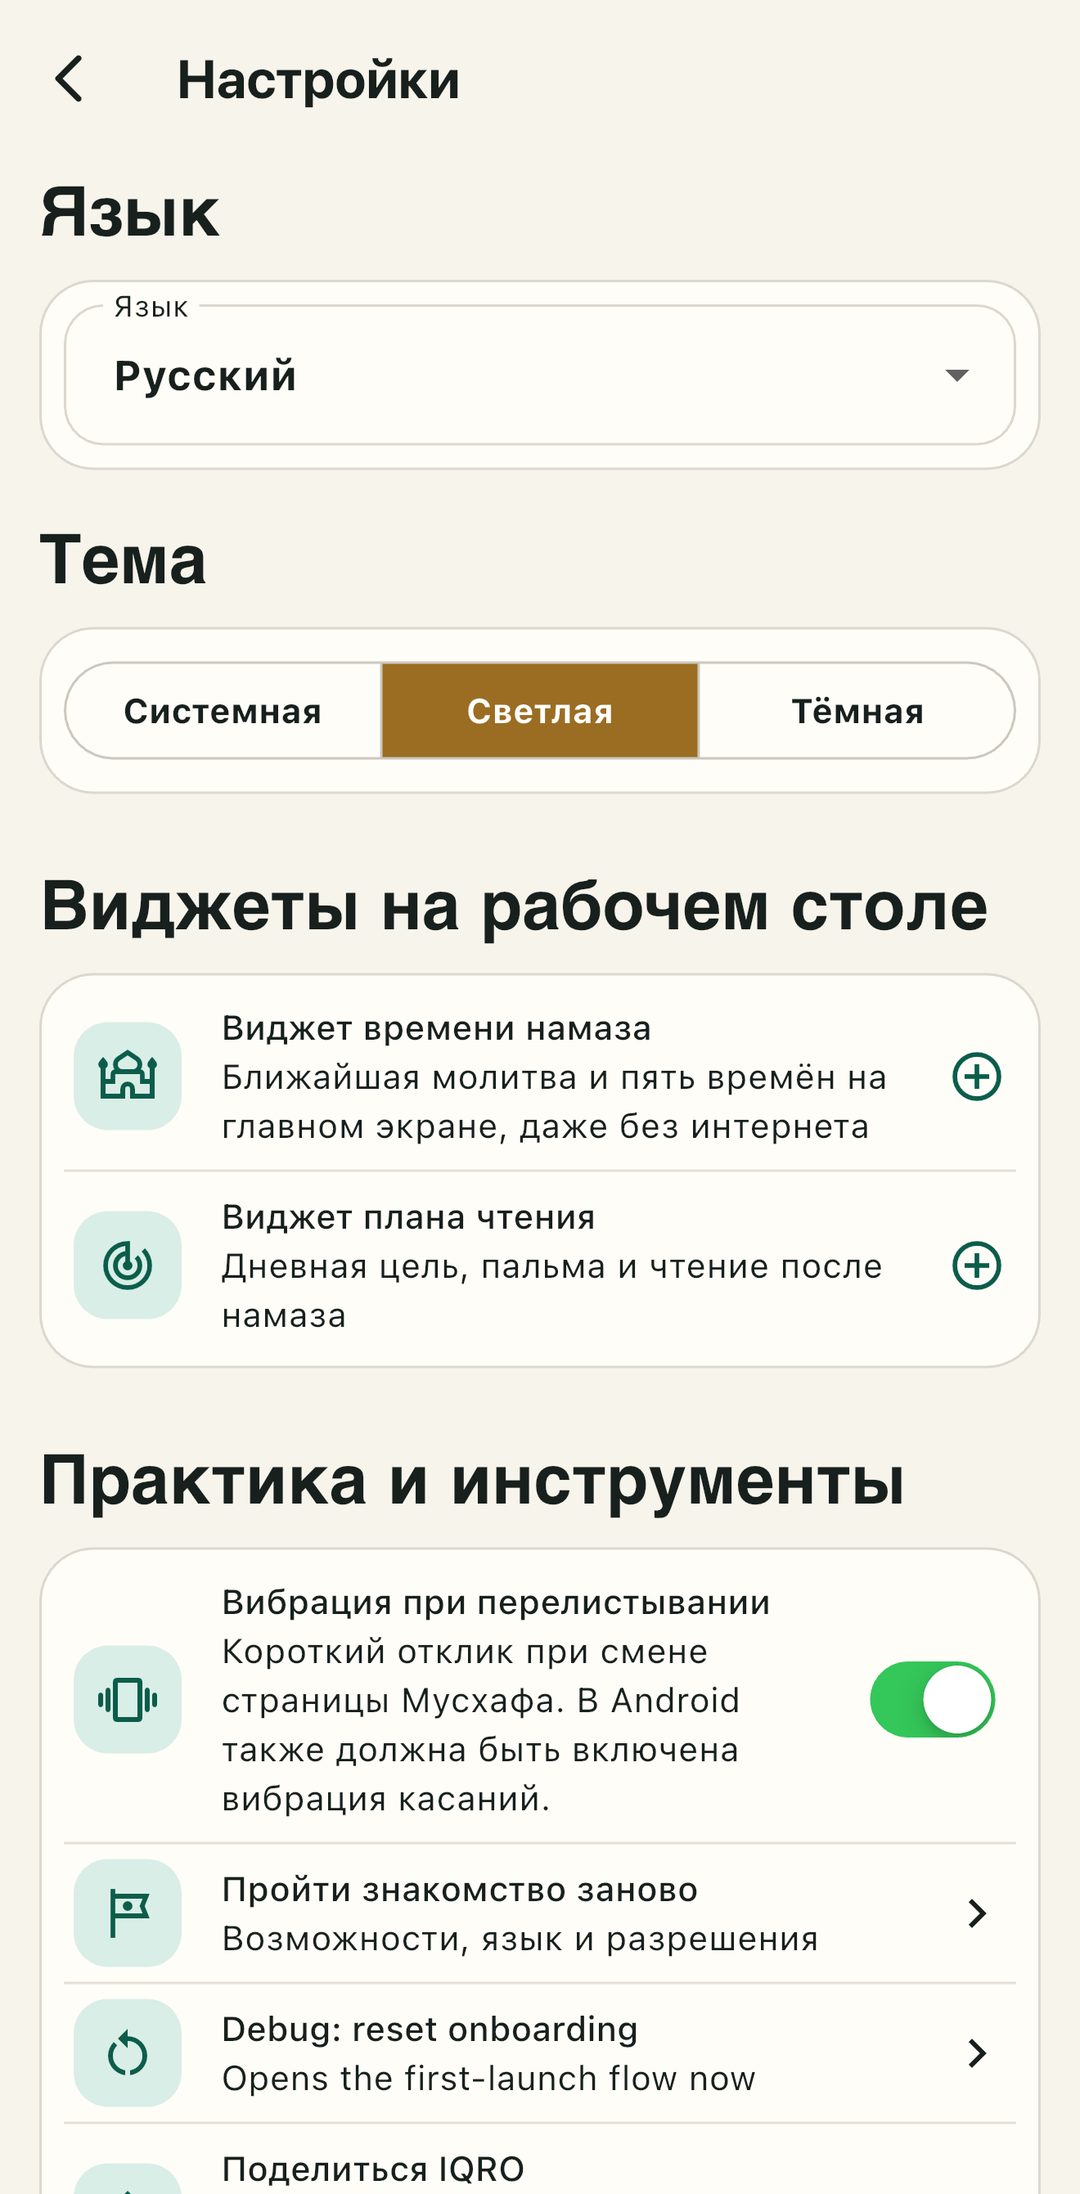 Настройки
Язык
Язык
Русский
Тема
Системная
Светлая
Тёмная
Виджеты на рабочем столе
Виджет времени намаза
Ближайшая молитва и пять времён на
главном экране, даже без интернета
Виджет плана чтения
Дневная цель, пальма и чтение после
намаза
Практика и инструменты
Вибрация при перелистывании
Короткий отклик при смене
страницы Мусхафа. В Android
также должна быть включена
вибрация касаний.
Пройти знакомство заново
Возможности, язык и разрешения
Debug: reset onboarding
Opens the first-launch flow now
Поделиться IQRO